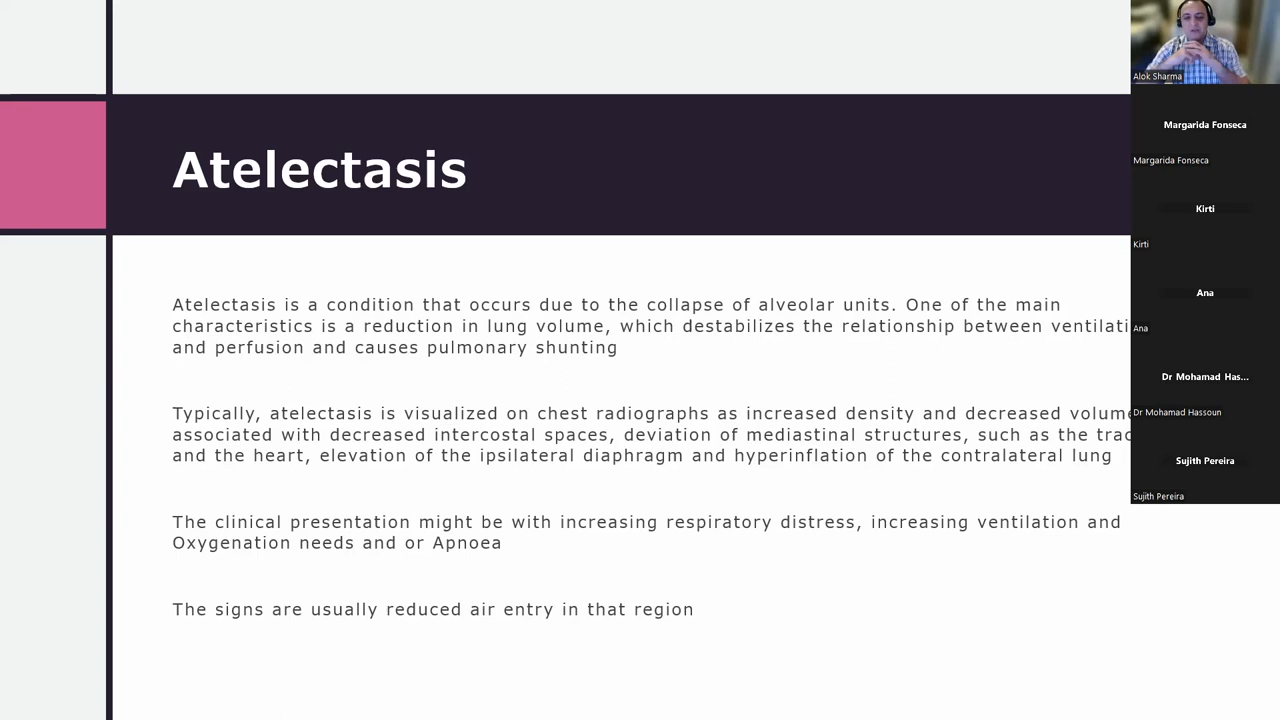 Atelectasis
Atelectasis is a condition that occurs due to the collapse of alveolar units. One of the main
characteristics is a reduction in lung volume, which destabilizes the relationship between
and perfusion and causes pulmonary shunting
Typically, atelectasis is visualized on chest radiographs as increased density and decreased volume
associated with decreased intercostal spaces, deviation of mediastinal structures, such as the
and the heart, elevation of the ipsilateral diaphragm and hyperinflation of the contralateral lung
The clinical presentation might be with increasing respiratory distress, increasing ventilation and
Oxygenation needs and or Apnoea
The signs are usually reduced air entry in that region
Alok Sharma
Margarida Fonseca
Margarida Fonseca
Kirti
Kirti
Ana
Ana
Dr Mohamad Has...
Dr Mohamad Hassoun
Sujith Pereira
Sujith Pereira